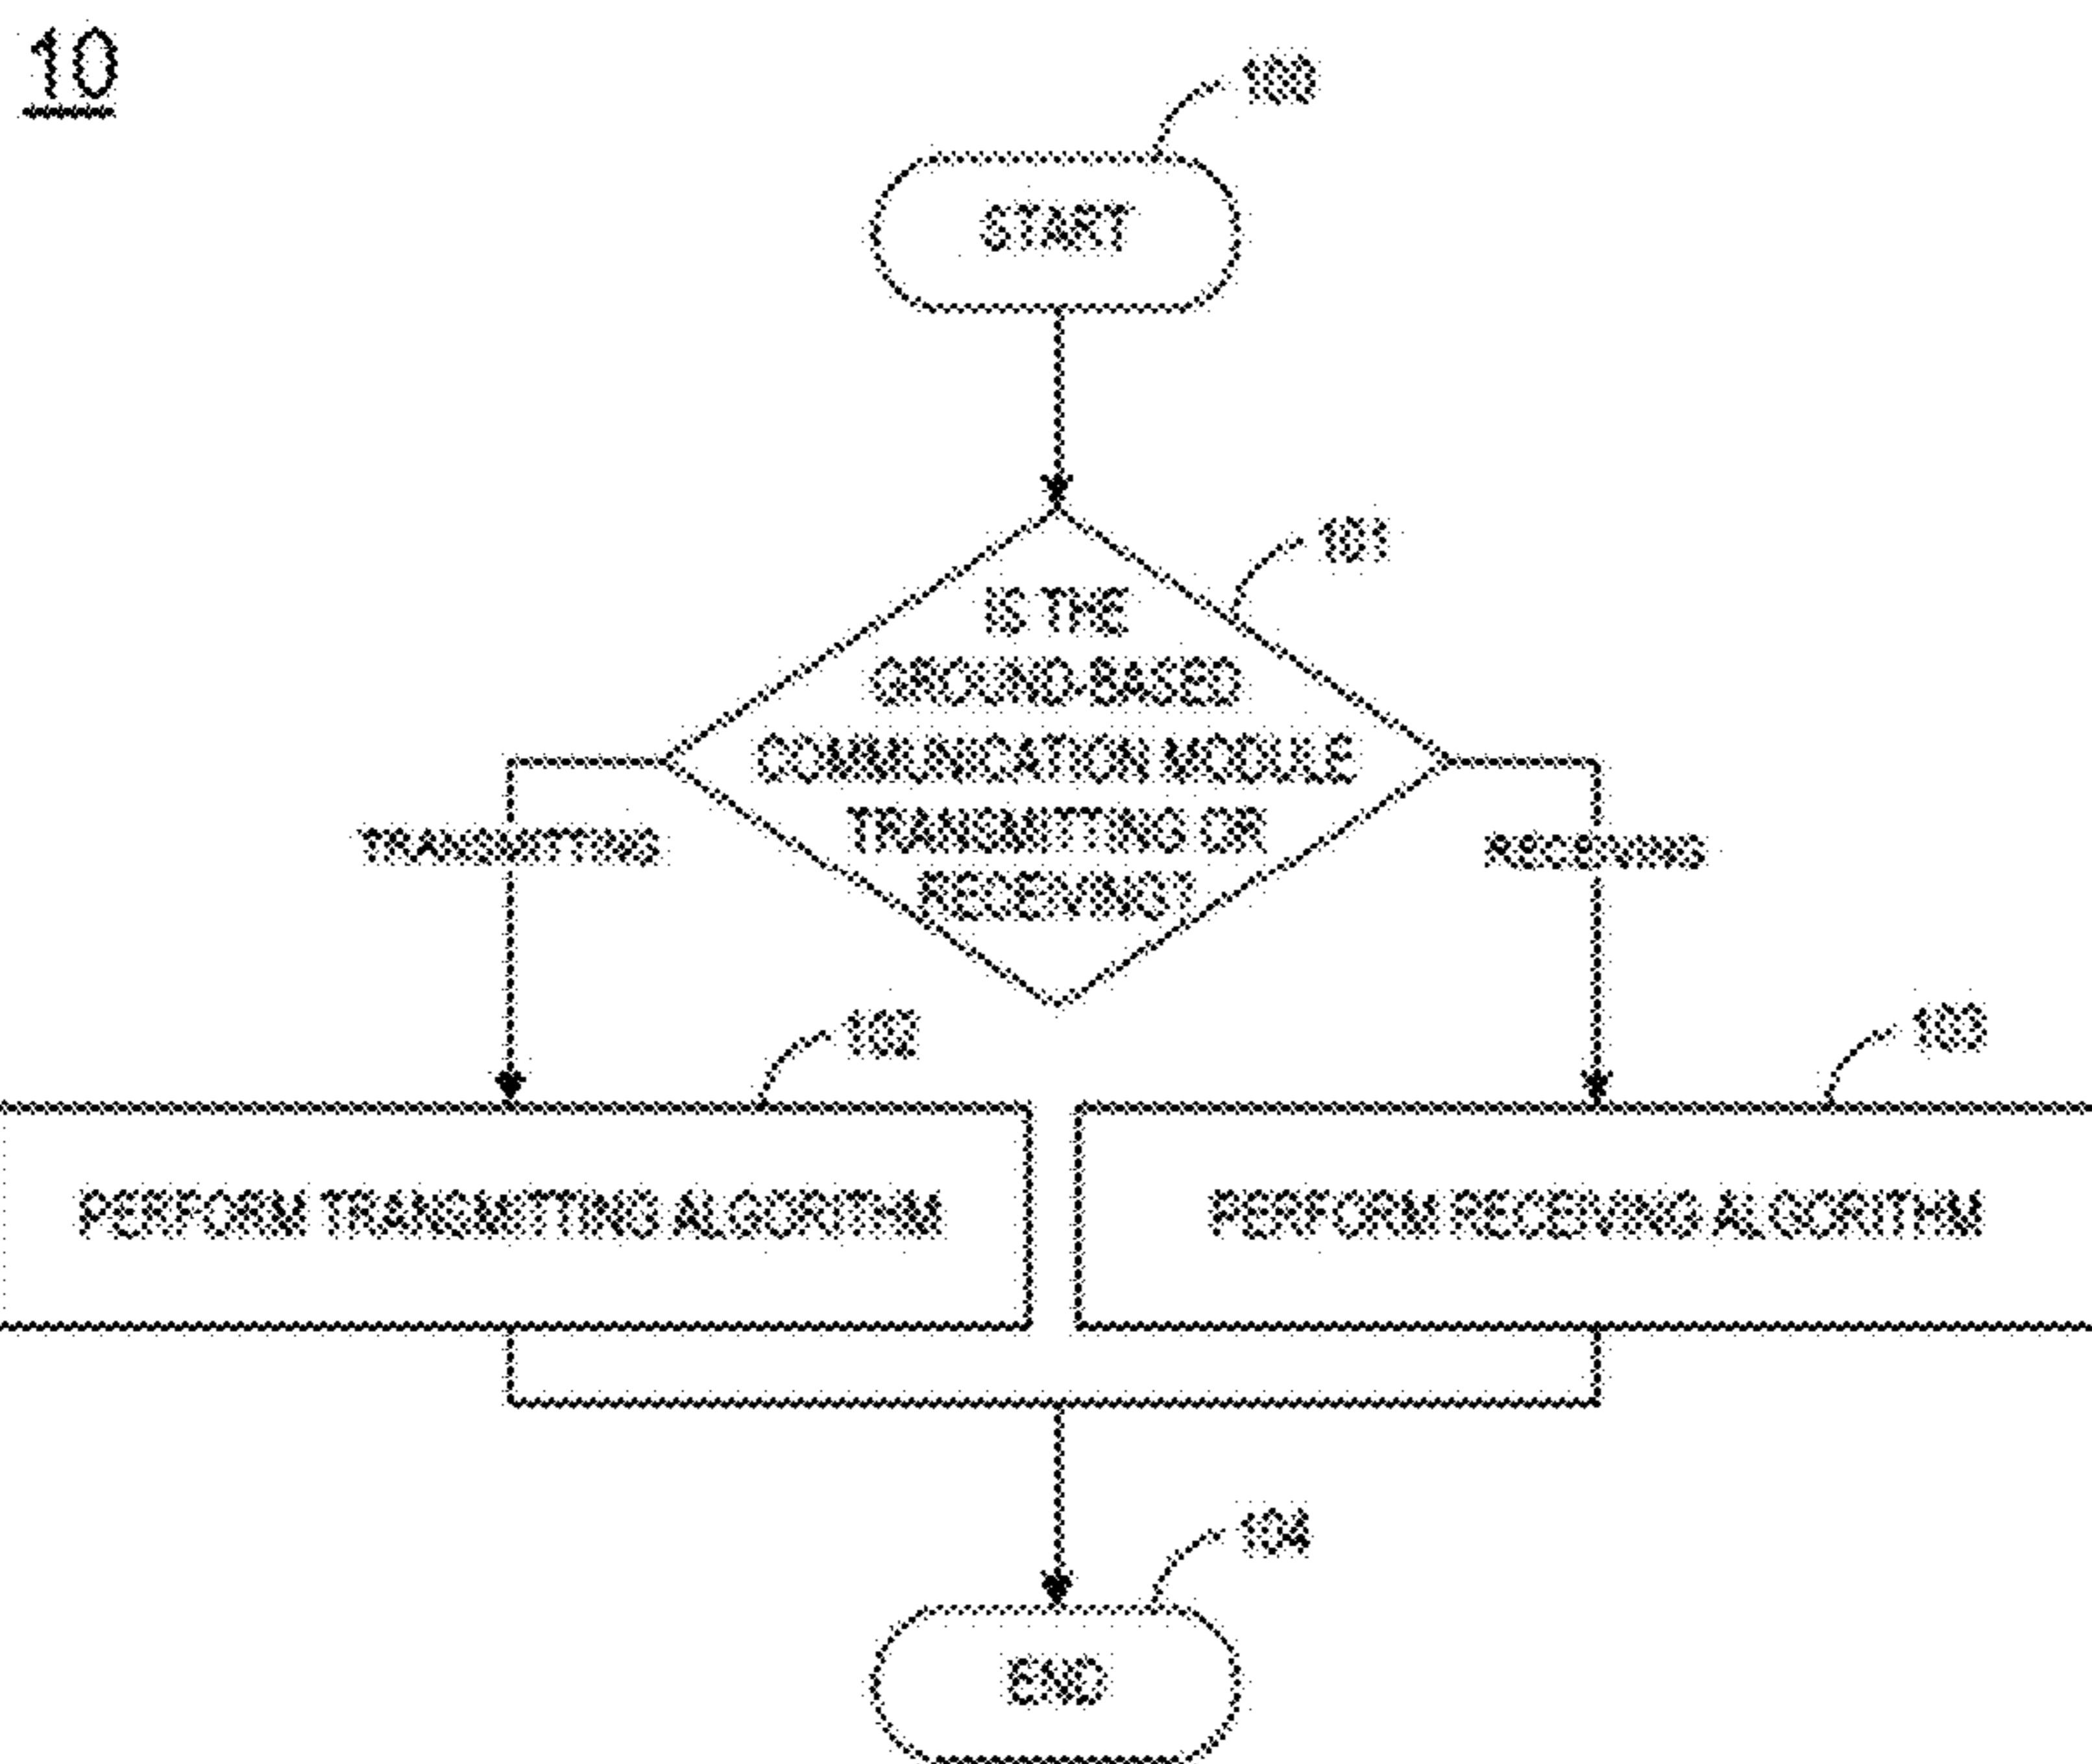 10
100
START
101
IS THE
GROUND-BASED
COMMUNICATION MODULE
TRANSMITTING OR
RECEIVING?
TRANSMITTING
RECEIVING
102
103
PERFORM TRANSMITTING ALGORITHM
PERFORM RECEIVING ALGORITHM
104
END